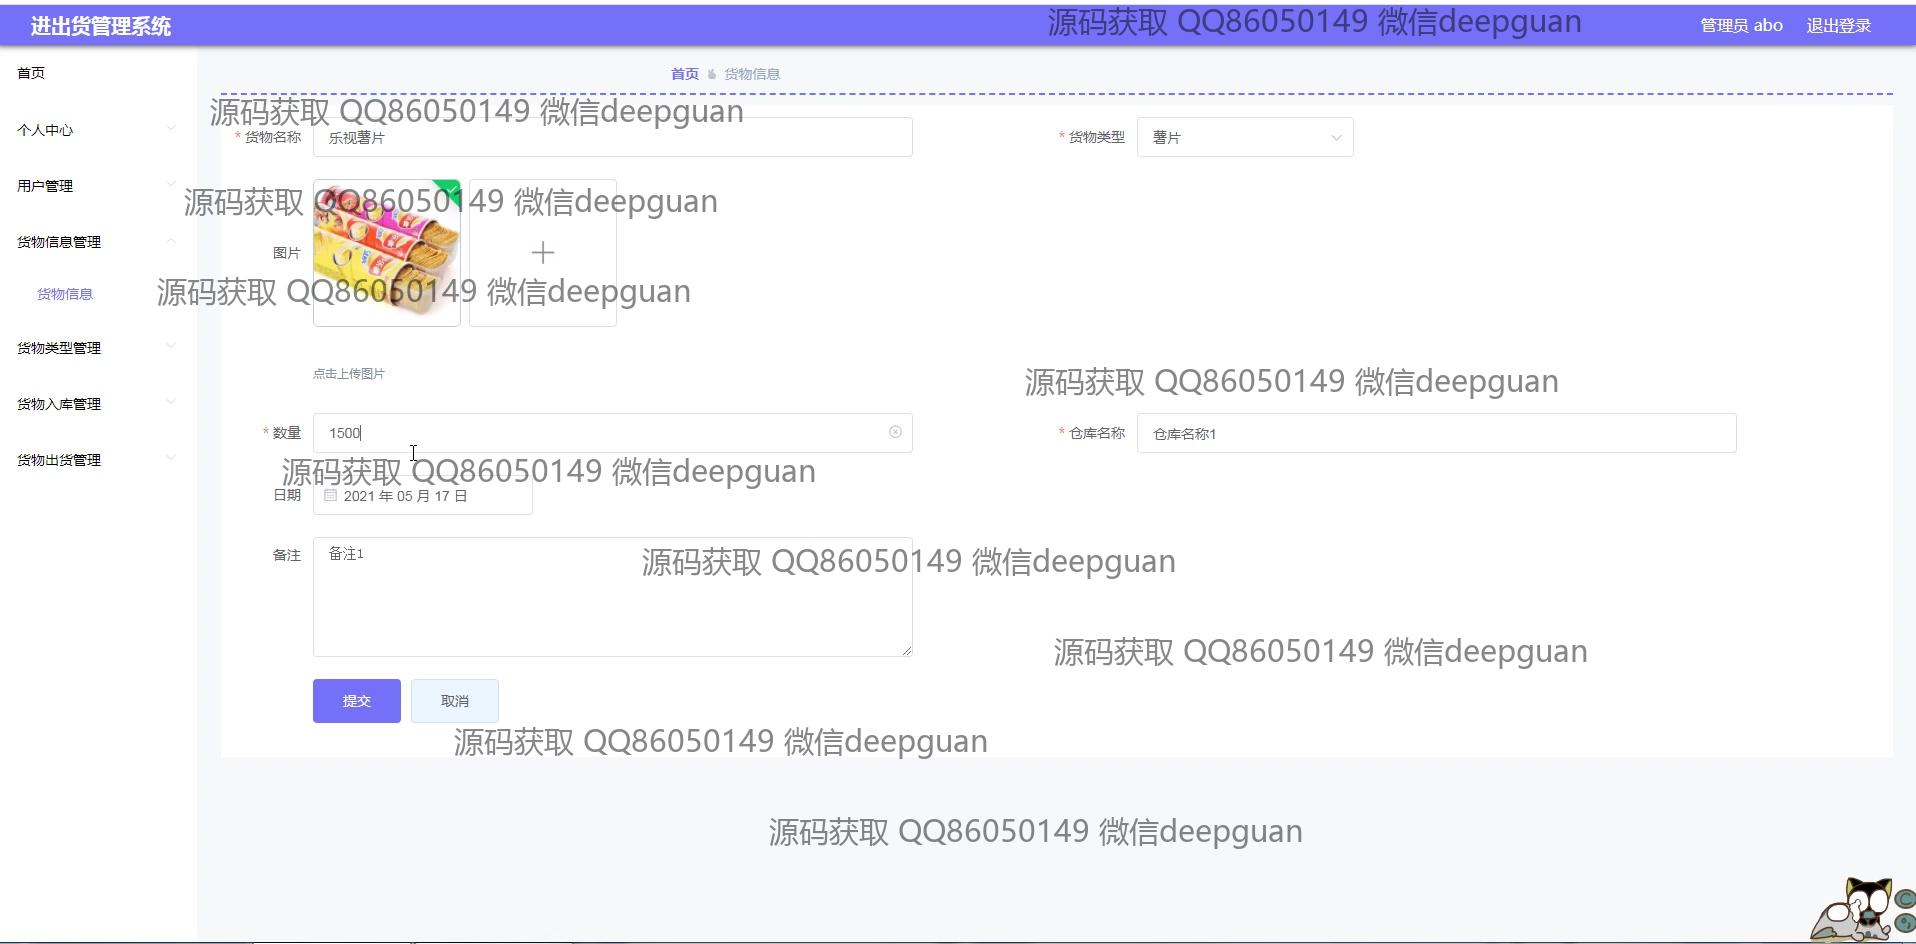 进出货管理系统
源码获取 QQ86050149 微信deepguan
管理员 abo
退出登录
首页
首页 货物信息
源码获取 QQ86050149 微信deepguan
个人中心
* 货物名称
乐视薯片
* 货物类型
薯片
用户管理
源码获取 QQ86050149 微信deepguan
货物信息管理
图片
货物信息
源码获取 QQ86050149 微信deepguan
货物类型管理
点击上传图片
源码获取 QQ86050149 微信deepguan
货物入库管理
* 数量
1500
* 仓库名称
仓库名称1
货物出货管理
源码获取 QQ86050149 微信deepguan
日期
2021 年 05 月 17 日
备注
备注1
源码获取 QQ86050149 微信deepguan
源码获取 QQ86050149 微信deepguan
提交
取消
源码获取 QQ86050149 微信deepguan
源码获取 QQ86050149 微信deepguan